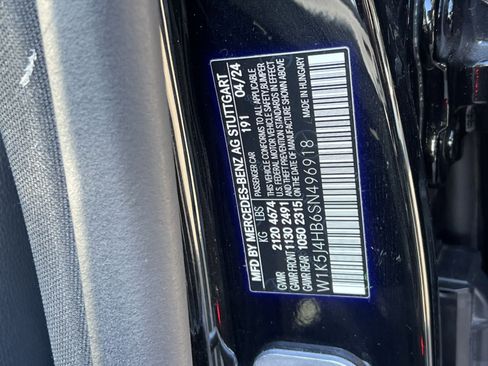 MFD BY MERCEDES-BENZ AG STUTTGART
PASSENGER CAR 191 04/24
KG LBS THIS VEHICLE CONFORMS TO ALL APPLICABLE
GVWR 2120 4674 U.S. FEDERAL MOTOR VEHICLE SAFETY, BUMPER
GAWR FRONT 1130 2491 AND THEFT PREVENTION STANDARDS IN EFFECT
GAWR REAR 1050 2315 ON THE DATE OF MANUFACTURE SHOWN ABOVE
W1K5J4HB6SN496918 MADE IN HUNGARY